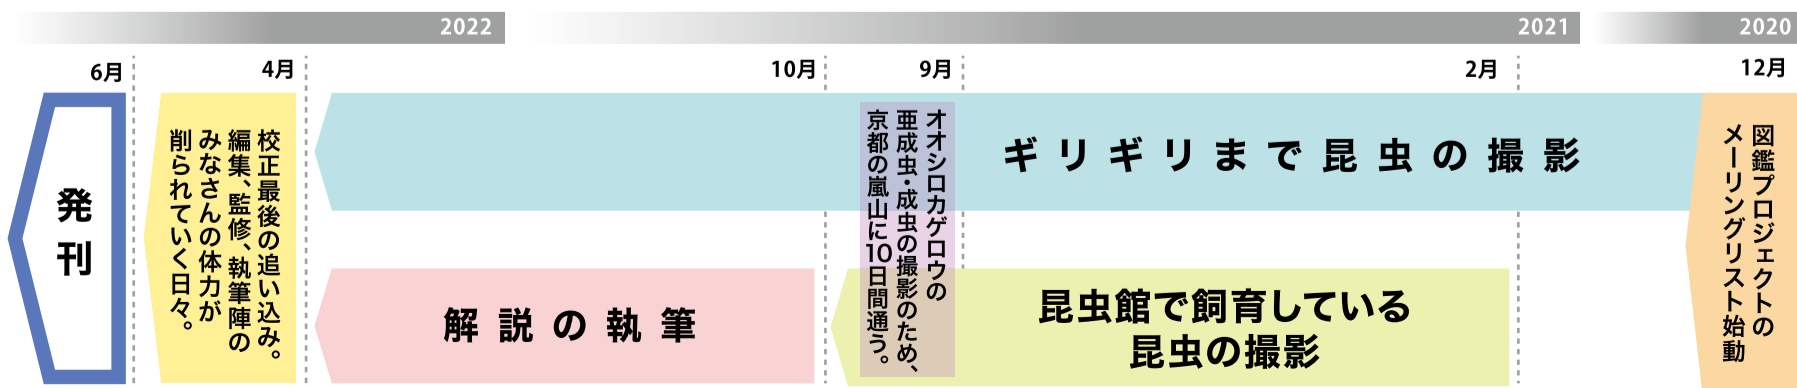 2020
12月
図鑑プロジェクトの
メーリングリスト始動
2021
2月
ギリギリまで昆虫の撮影
昆虫館で飼育している
昆虫の撮影
9月
オオシロカゲロウの
亜成虫・成虫の撮影のため、
京都の嵐山に10日間通う。
10月
解説の執筆
2022
4月
校正最後の追い込み。
編集、監修、執筆陣の
みなさんの体力が
削られていく日々。
6月
発刊